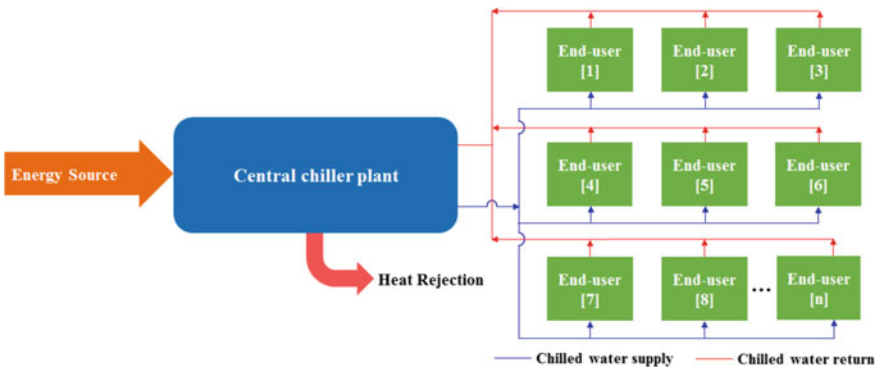 End-user
[1]
End-user
[2]
End-user
[3]
Energy Source
Central chiller plant
End-user
[4]
End-user
[5]
End-user
[6]
Heat Rejection
End-user
[7]
End-user
[8]
...
End-user
[n]
Chilled water supply
Chilled water return